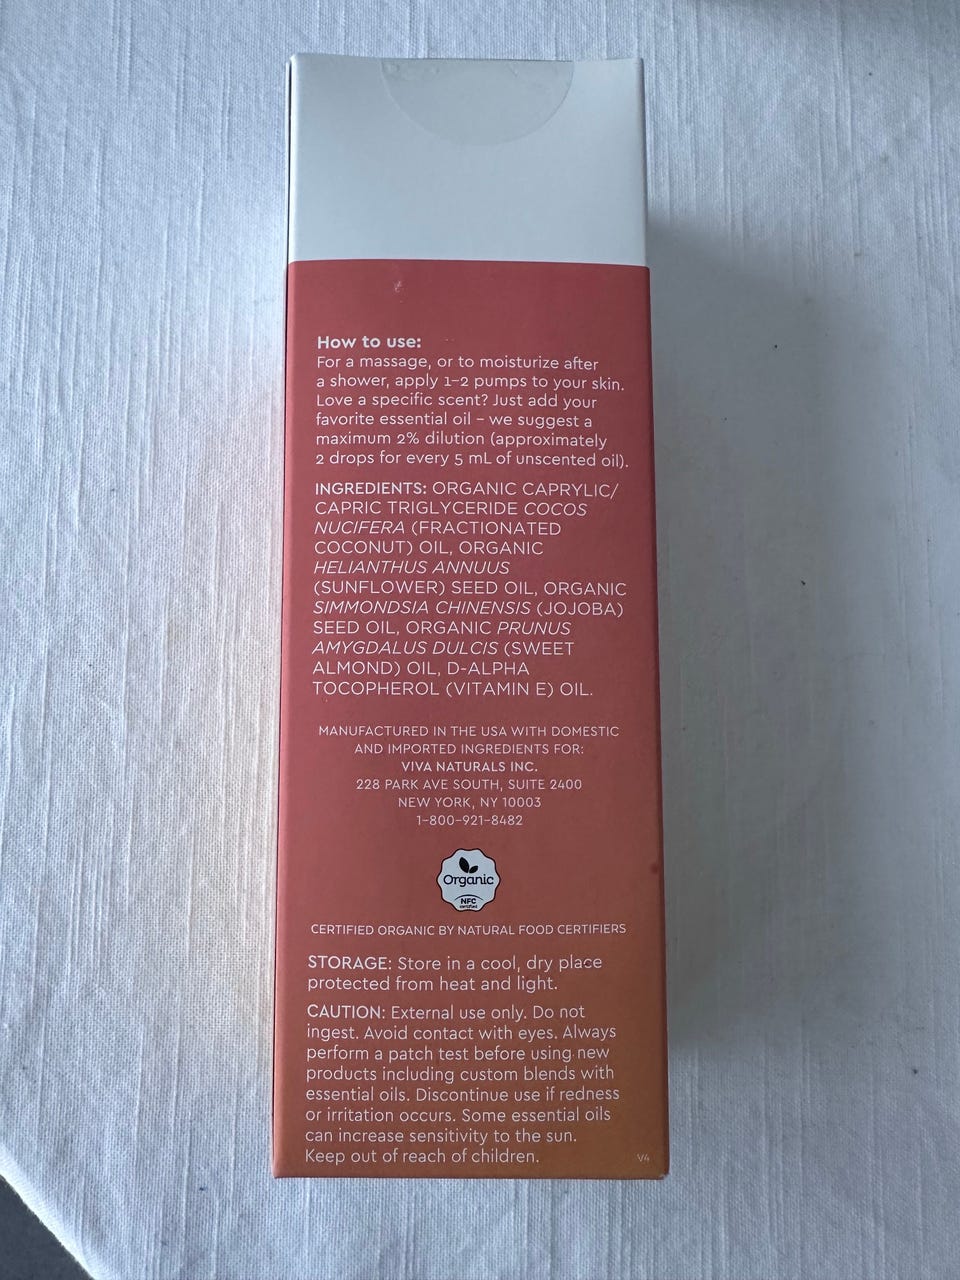 How to use:
For a massage, or to moisturize after
a shower, apply 1–2 pumps to your skin.
Love a specific scent? Just add your
favorite essential oil – we suggest a
maximum 2% dilution (approximately
2 drops for every 5 mL of unscented oil).
INGREDIENTS: ORGANIC CAPRYLIC/
CAPRIC TRIGLYCERIDE COCOS
NUCIFERA (FRACTIONATED
COCONUT) OIL, ORGANIC
HELIANTHUS ANNUUS
(SUNFLOWER) SEED OIL, ORGANIC
SIMMONDSIA CHINENSIS (JOJOBA)
SEED OIL, ORGANIC PRUNUS
AMYGDALUS DULCIS (SWEET
ALMOND) OIL, D-ALPHA
TOCOPHEROL (VITAMIN E) OIL.
MANUFACTURED IN THE USA WITH DOMESTIC
AND IMPORTED INGREDIENTS FOR:
VIVA NATURALS INC.
228 PARK AVE SOUTH, SUITE 2400
NEW YORK, NY 10003
1-800-921-8482
Organic
NFC
certified
CERTIFIED ORGANIC BY NATURAL FOOD CERTIFIERS
STORAGE: Store in a cool, dry place
protected from heat and light.
CAUTION: External use only. Do not
ingest. Avoid contact with eyes. Always
perform a patch test before using new
products including custom blends with
essential oils. Discontinue use if redness
or irritation occurs. Some essential oils
can increase sensitivity to the sun.
Keep out of reach of children.
V4